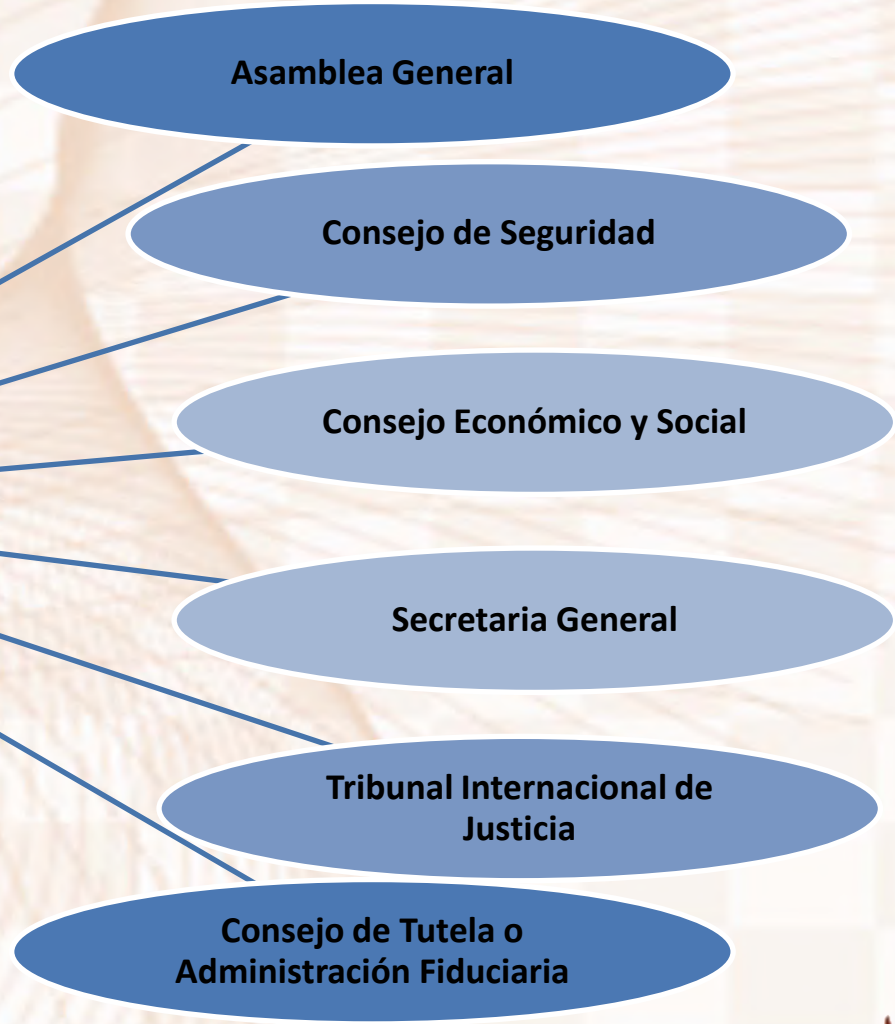 Asamblea General
Consejo de Seguridad
Consejo Económico y Social
Secretaria General
Tribunal Internacional de
Justicia
Consejo de Tutela o
Administración Fiduciaria